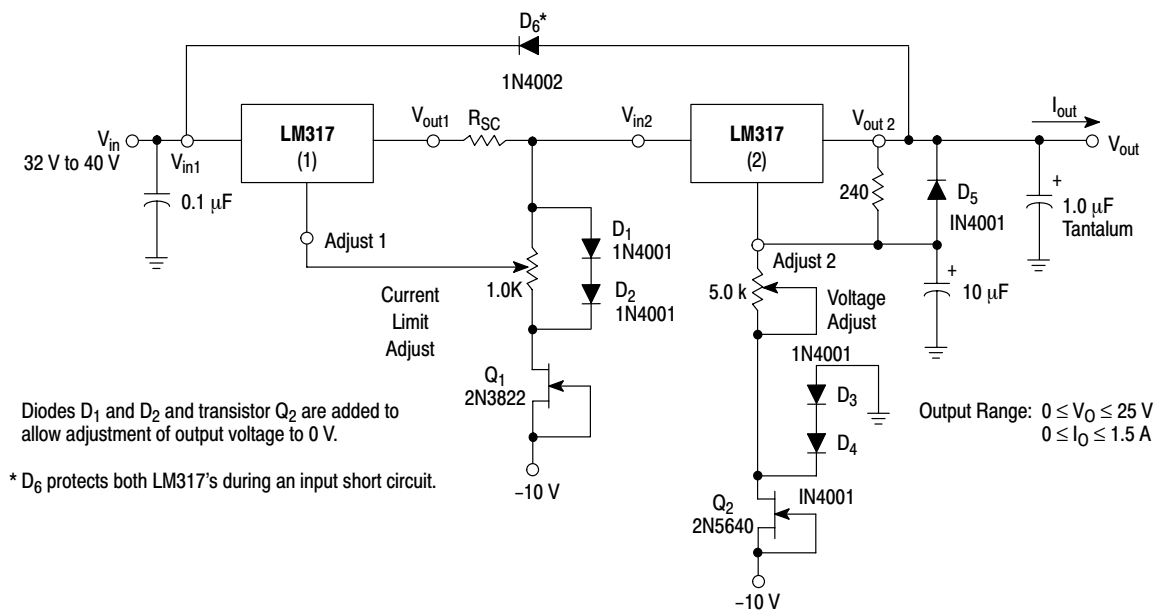 D6*
1N4002
Vin
32 V to 40 V
Vin1
0.1 μF
LM317
(1)
Vout1
RSC
Vin2
LM317
(2)
Vout 2
Iout
Vout
240
D5
IN4001
+
1.0 μF
Tantalum
Adjust 1
1.0K
D1
1N4001
D2
1N4001
Current
Limit
Adjust
Adjust 2
5.0 k
Voltage
Adjust
+
10 μF
Q1
2N3822
–10 V
1N4001
D3
D4
IN4001
Q2
2N5640
–10 V
Output Range: 0 ≤ VO ≤ 25 V
0 ≤ IO ≤ 1.5 A
Diodes D1 and D2 and transistor Q2 are added to
allow adjustment of output voltage to 0 V.
* D6 protects both LM317's during an input short circuit.